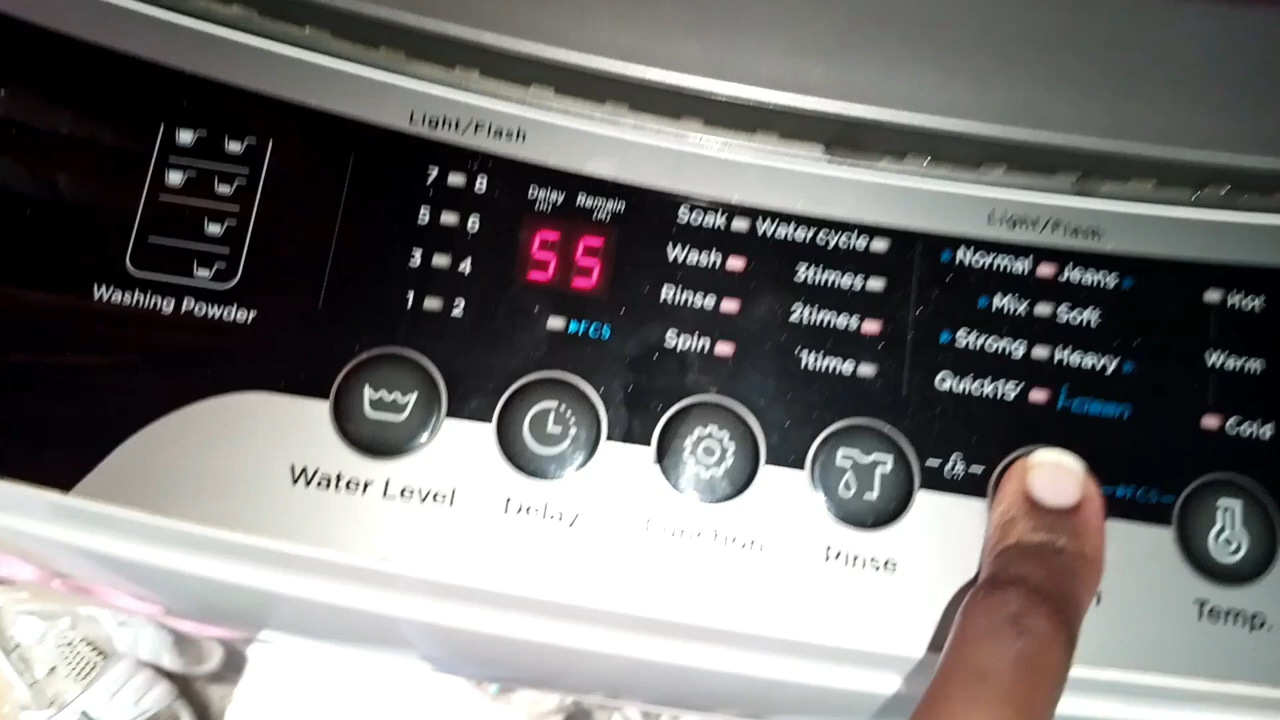 Light/Flash
Light/Flash
7 8
5 6
3 4
1 2
Delay Remain
(H) (M)
55
FCS
Soak Water cycle
Wash 3times
Rinse 2times
Spin 1time
Normal Jeans
Mix Soft
Strong Heavy
Quick15' i-clean
Hot
Warm
Cold
Washing Powder
Water Level
Delay
Function
Rinse
Temp.